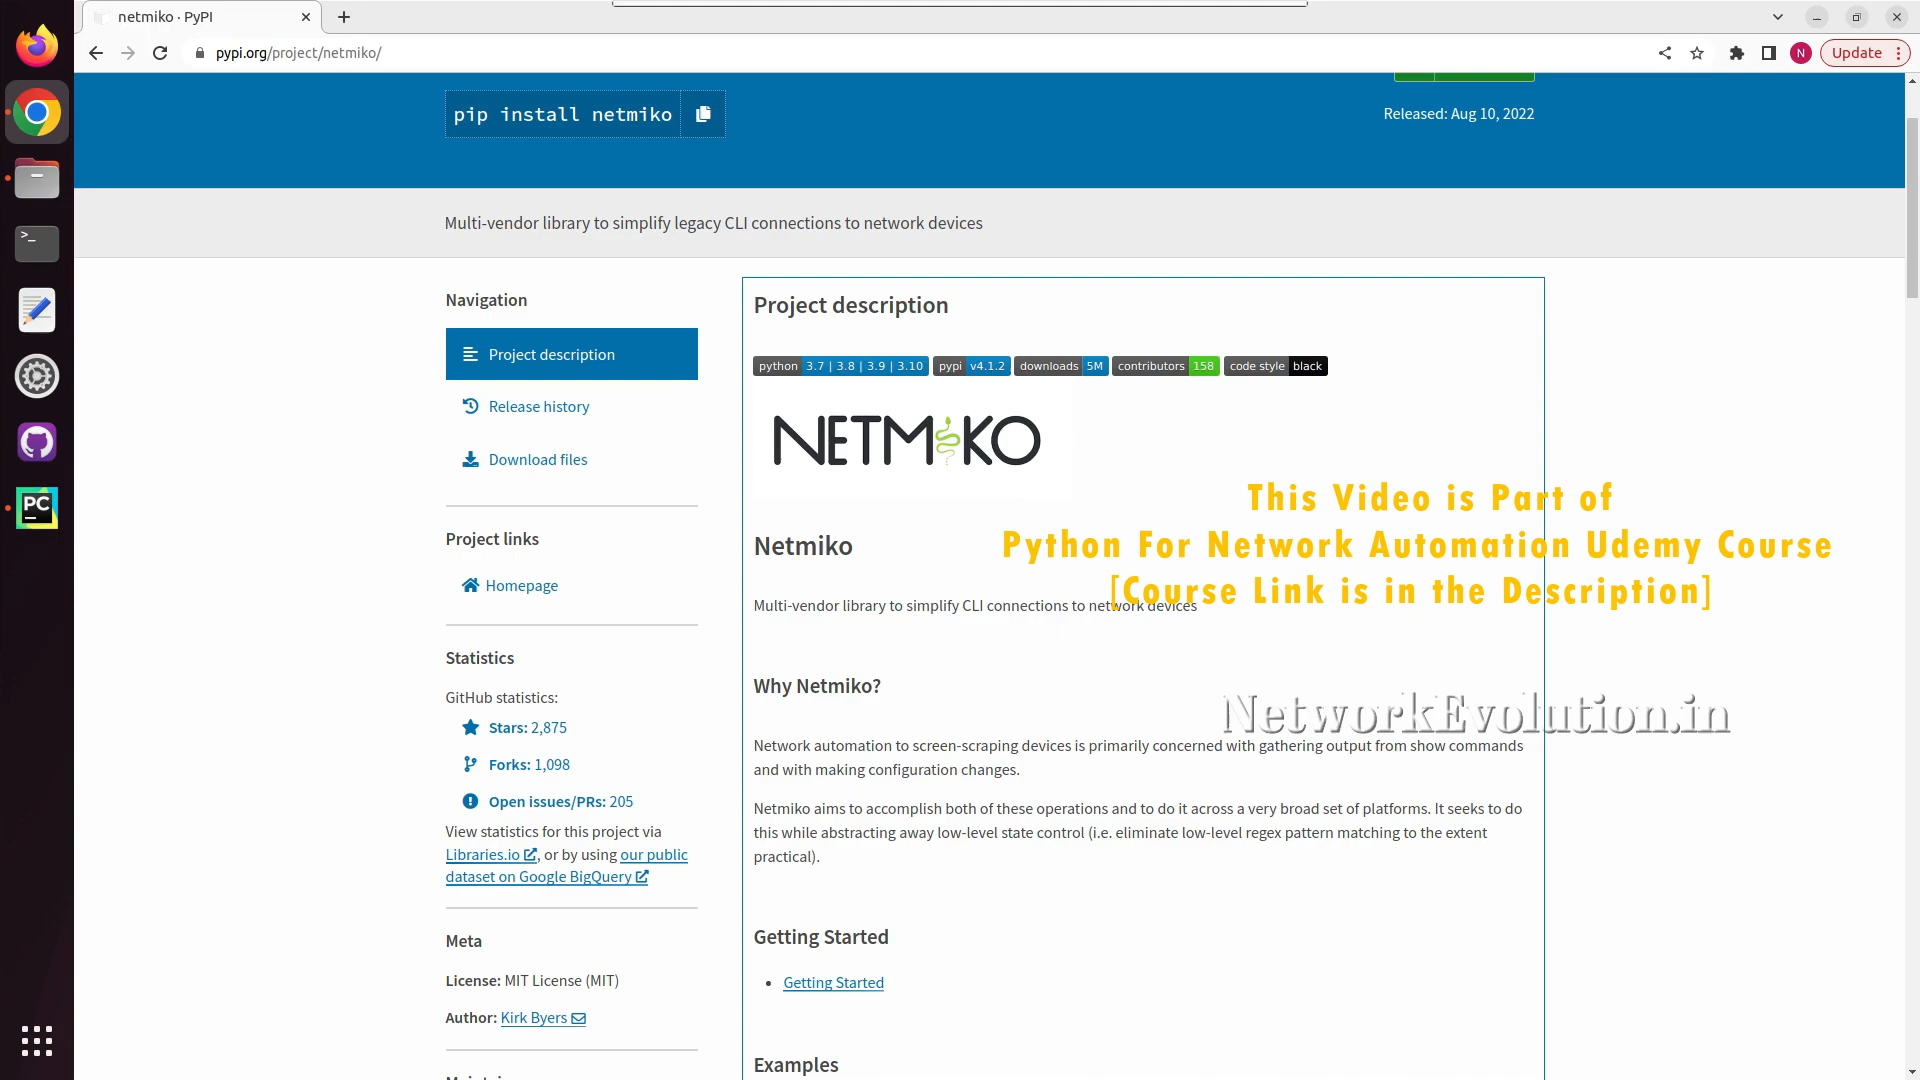 netmiko · PyPI
pypi.org/project/netmiko/
N
Update
pip install netmiko
Released: Aug 10, 2022
Multi-vendor library to simplify legacy CLI connections to network devices
Navigation
Project description
Release history
Download files
Project links
Homepage
Statistics
GitHub statistics:
Stars: 2,875
Forks: 1,098
Open issues/PRs: 205
View statistics for this project via
Libraries.io, or by using our public
dataset on Google BigQuery
Meta
License: MIT License (MIT)
Author: Kirk Byers
Project description
python 3.7 | 3.8 | 3.9 | 3.10 pypi v4.1.2 downloads 5M contributors 158 code style black
NETMIKO
This Video is Part of
Python For Network Automation Udemy Course
[Course Link is in the Description]
Netmiko
Multi-vendor library to simplify CLI connections to network devices
Why Netmiko?
NetworkEvolution.in
Network automation to screen-scraping devices is primarily concerned with gathering output from show commands
and with making configuration changes.
Netmiko aims to accomplish both of these operations and to do it across a very broad set of platforms. It seeks to do
this while abstracting away low-level state control (i.e. eliminate low-level regex pattern matching to the extent
practical).
Getting Started
Getting Started
Examples
PC